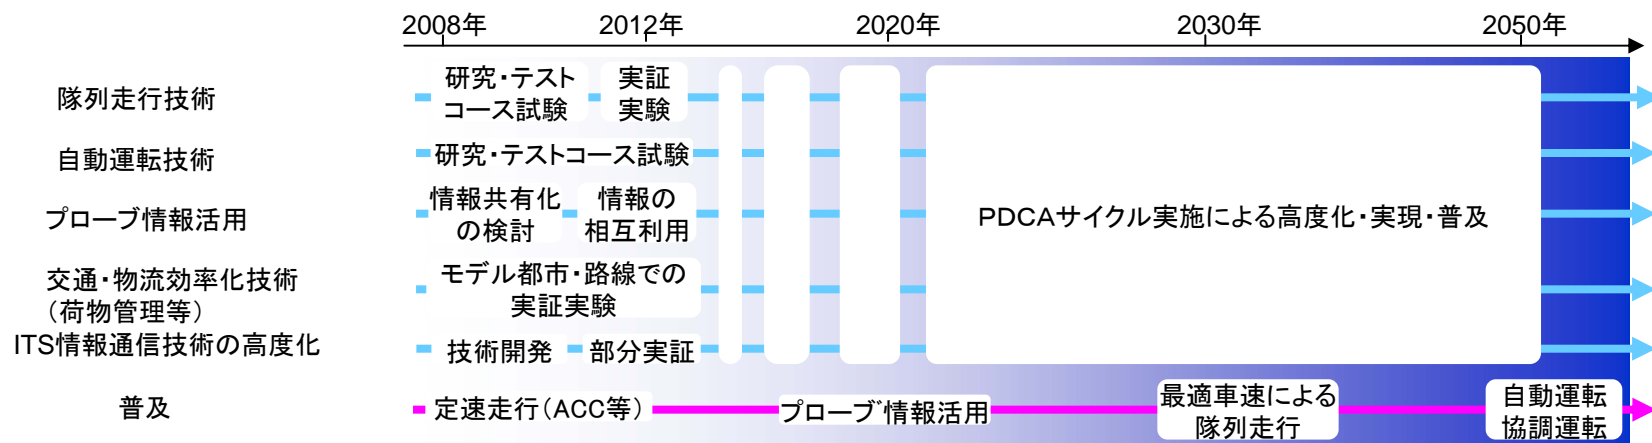 2008年 2012年 2020年 2030年 2050年
隊列走行技術
研究・テスト
コース試験
実証
実験
自動運転技術
研究・テストコース試験
プローブ情報活用
情報共有化
の検討
情報の
相互利用
PDCAサイクル実施による高度化・実現・普及
交通・物流効率化技術
（荷物管理等）
モデル都市・路線での
実証実験
ITS情報通信技術の高度化
技術開発
部分実証
普及
定速走行（ACC等）
プローブ情報活用
最適車速による
隊列走行
自動運転
協調運転